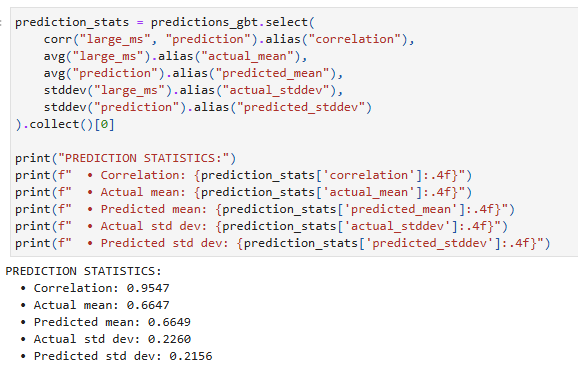 prediction_stats = predictions_gbt.select(
    corr("large_ms", "prediction").alias("correlation"),
    avg("large_ms").alias("actual_mean"),
    avg("prediction").alias("predicted_mean"),
    stddev("large_ms").alias("actual_stddev"),
    stddev("prediction").alias("predicted_stddev")
).collect()[0]

print("PREDICTION STATISTICS:")
print(f"  • Correlation: {prediction_stats['correlation']:.4f}")
print(f"  • Actual mean: {prediction_stats['actual_mean']:.4f}")
print(f"  • Predicted mean: {prediction_stats['predicted_mean']:.4f}")
print(f"  • Actual std dev: {prediction_stats['actual_stddev']:.4f}")
print(f"  • Predicted std dev: {prediction_stats['predicted_stddev']:.4f}")
PREDICTION STATISTICS:
  • Correlation: 0.9547
  • Actual mean: 0.6647
  • Predicted mean: 0.6649
  • Actual std dev: 0.2260
  • Predicted std dev: 0.2156